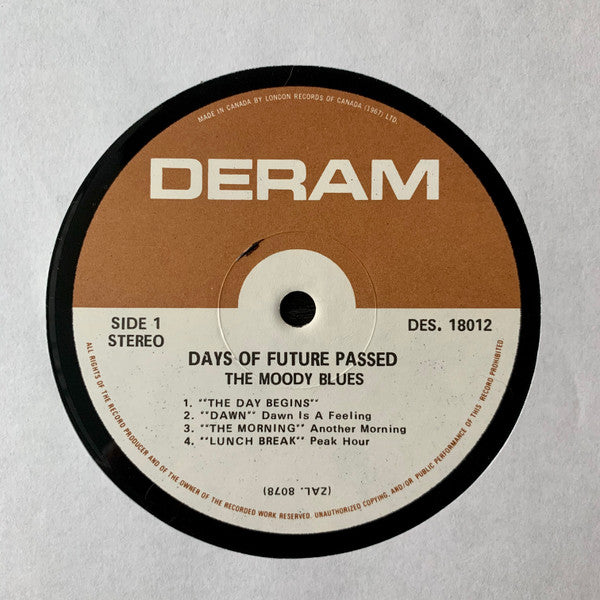 MADE IN CANADA BY LONDON RECORDS OF CANADA (1967) LTD.
DERAM
SIDE 1
STEREO
DES. 18012
DAYS OF FUTURE PASSED
THE MOODY BLUES
1. ""THE DAY BEGINS""
2. ""DAWN"" Dawn Is A Feeling
3. ""THE MORNING"" Another Morning
4. ""LUNCH BREAK"" Peak Hour
(ZAL. 8078)
ALL RIGHTS OF THE RECORD PRODUCER AND OF THE OWNER OF THE RECORDED WORK RESERVED. UNAUTHORIZED COPYING, AND/OR PUBLIC PERFORMANCE OF THIS RECORD PROHIBITED